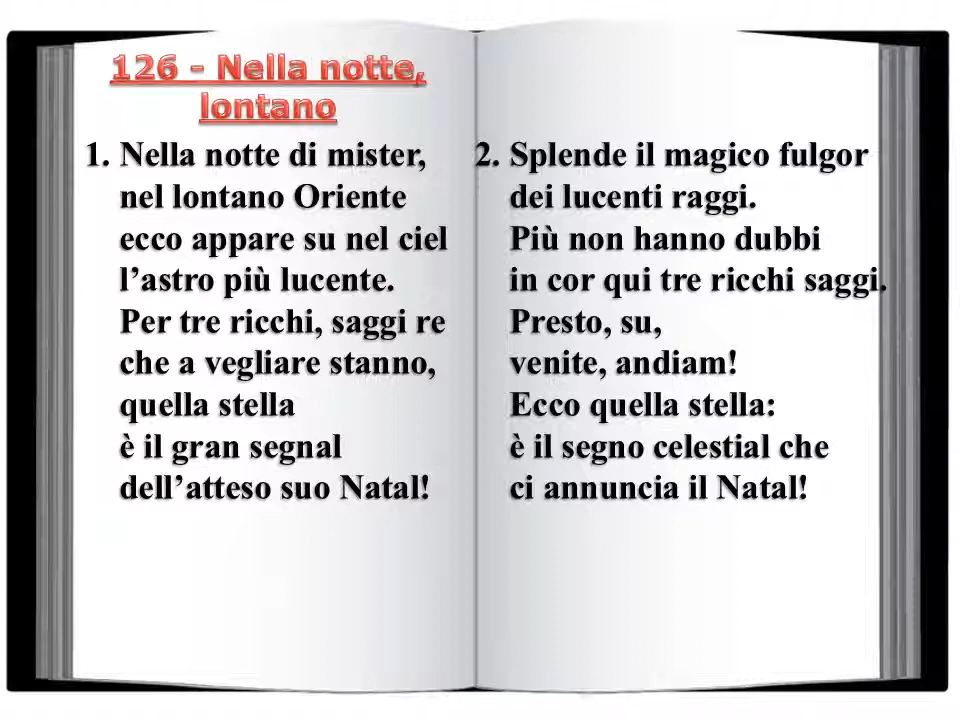 126 - Nella notte,
lontano
1. Nella notte di mister,
nel lontano Oriente
ecco appare su nel ciel
l’astro più lucente.
Per tre ricchi, saggi re
che a vegliare stanno,
quella stella
è il gran segnal
dell’atteso suo Natal!
2. Splende il magico fulgor
dei lucenti raggi.
Più non hanno dubbi
in cor qui tre ricchi saggi.
Presto, su,
venite, andiam!
Ecco quella stella:
è il segno celestial che
ci annuncia il Natal!